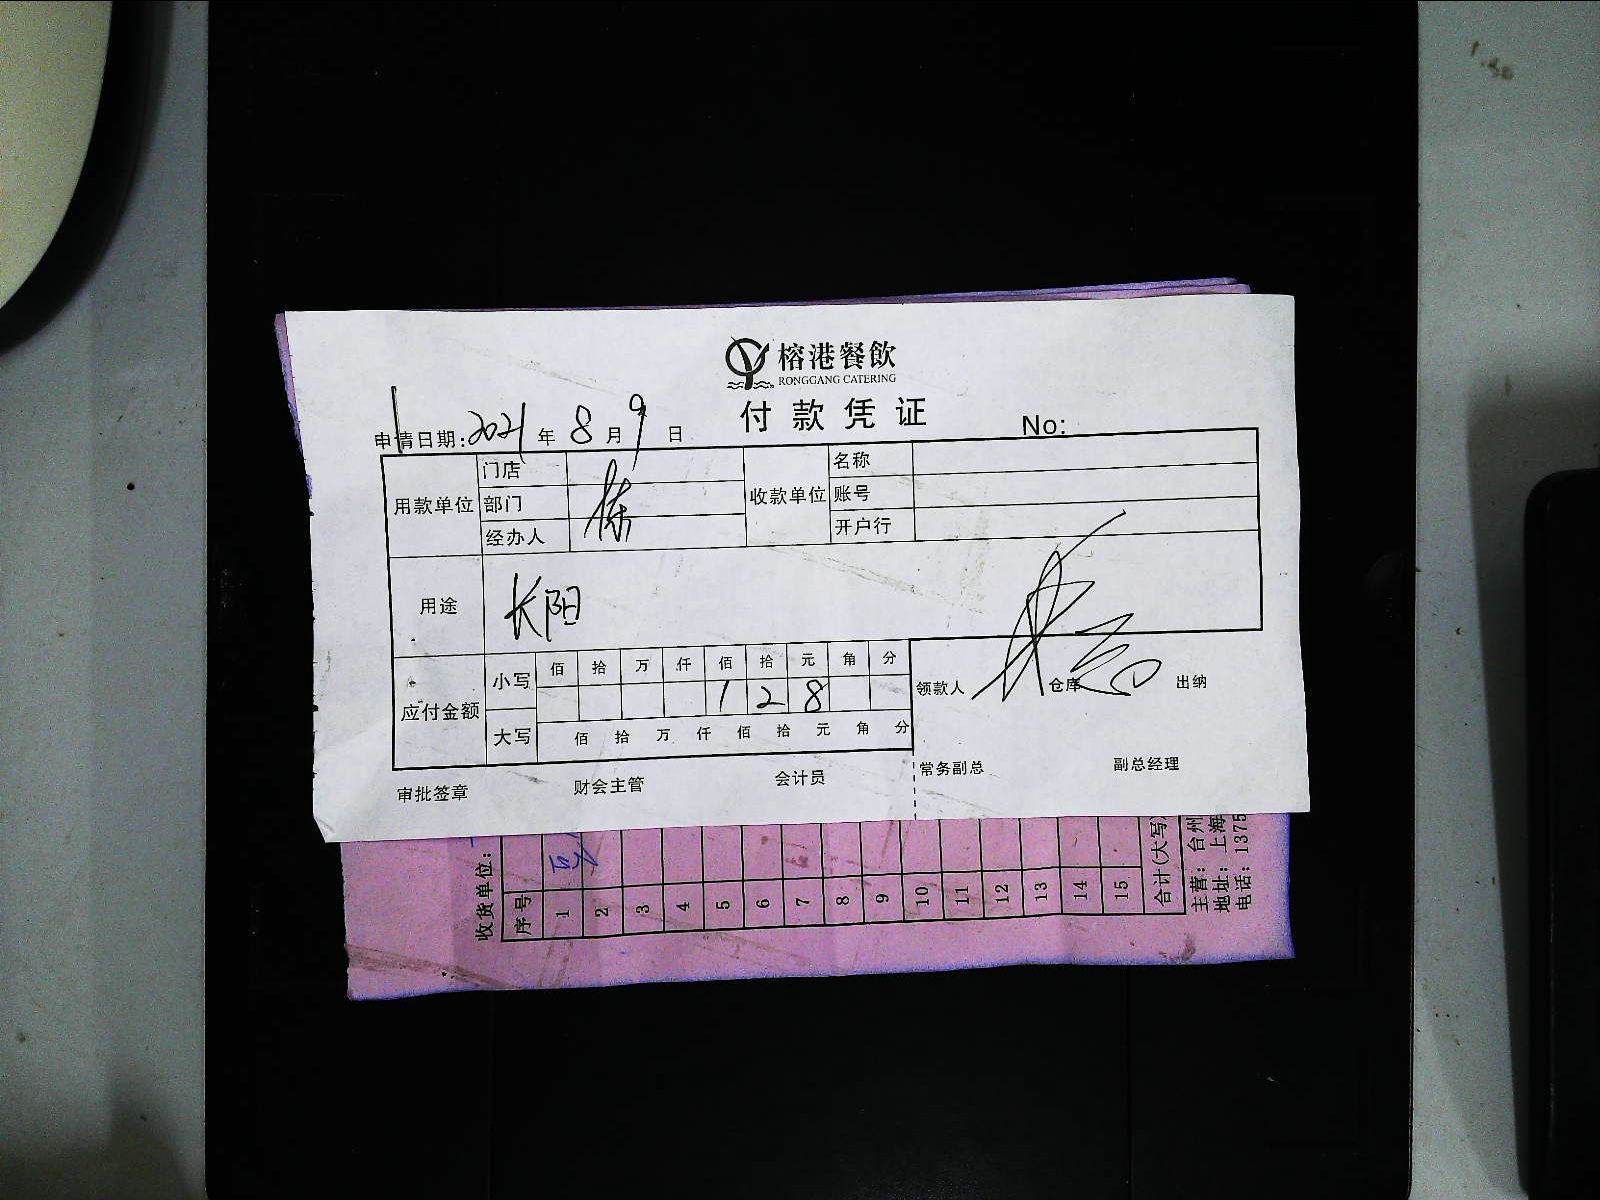 榕港餐飲
RONGGANG CATERING
付款凭证
No:
申请日期: 2021 年 8 月 9 日
用款单位
门店
部门
经办人
收款单位
名称
账号
开户行
用途
长阳
应付金额
小写
佰 拾 万 仟 佰 拾 元 角 分
1 2 8
大写
佰 拾 万 仟 佰 拾 元 角 分
领款人
仓库
出纳
审批签章
财会主管
会计员
常务副总
副总经理
收货单位:
序号
1
2
3
4
5
6
7
8
9
10
11
12
13
14
15
合计(大写)
主营: 台州
地址: 上海
电话: 1375